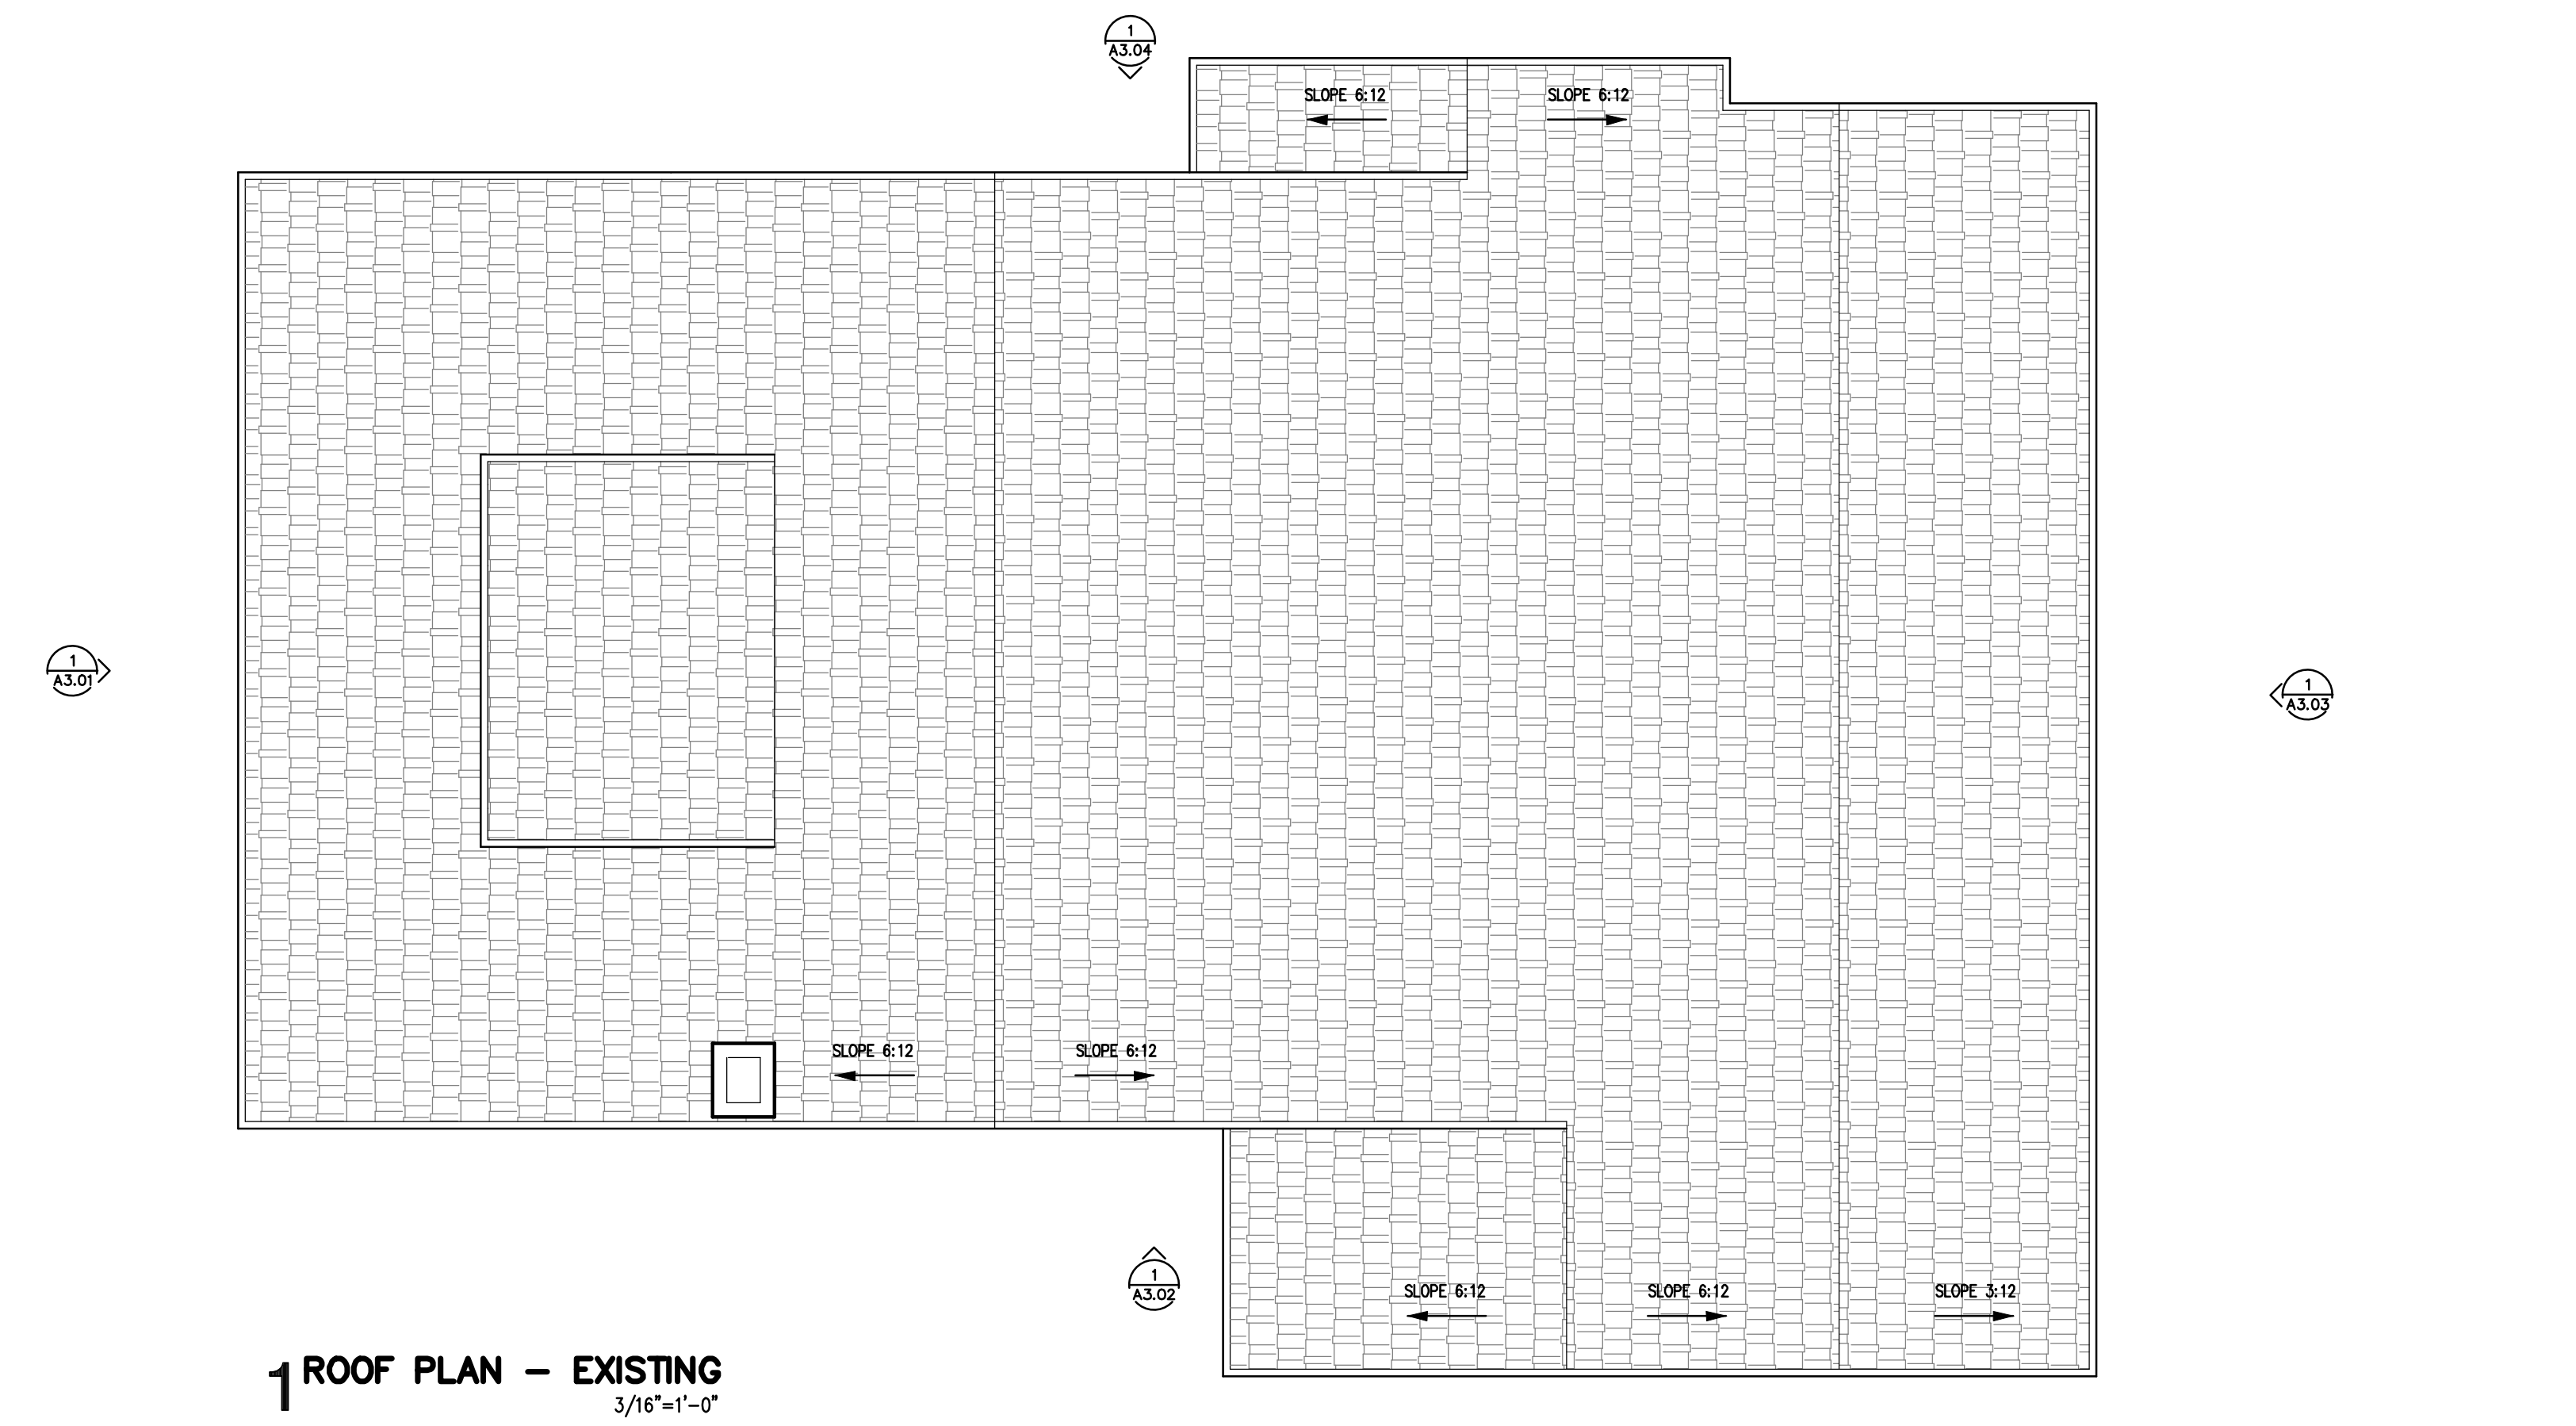 1
A3.04
SLOPE 6:12
SLOPE 6:12
1
A3.01
1
A3.03
SLOPE 6:12
SLOPE 6:12
1
A3.02
SLOPE 6:12
SLOPE 6:12
SLOPE 3:12
1 ROOF PLAN - EXISTING
3/16"=1'-0"